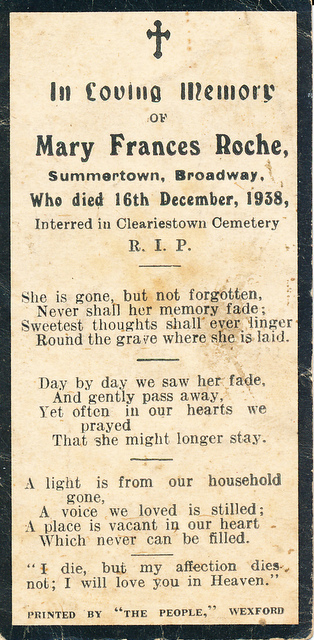 In Loving Memory
OF
Mary Frances Roche,
Summertown, Broadway,
Who died 16th December, 1938,
Interred in Cleariestown Cemetery
R. I. P.
She is gone, but not forgotten,
Never shall her memory fade;
Sweetest thoughts shall ever linger
Round the grave where she is laid.
Day by day we saw her fade,
And gently pass away,
Yet often in our hearts we
prayed
That she might longer stay.
A light is from our household
gone,
A voice we loved is stilled;
A place is vacant in our heart
Which never can be filled.
"I die, but my affection dies
not; I will love you in Heaven."
PRINTED BY "THE PEOPLE," WEXFORD